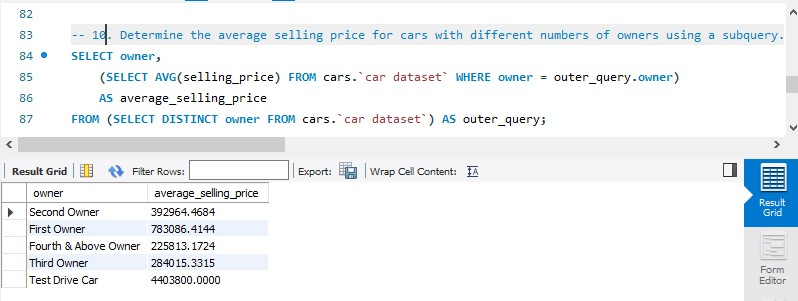 82
83 -- 10. Determine the average selling price for cars with different numbers of owners using a subquery.
84 SELECT owner,
85 (SELECT AVG(selling_price) FROM cars.`car dataset` WHERE owner = outer_query.owner)
86 AS average_selling_price
87 FROM (SELECT DISTINCT owner FROM cars.`car dataset`) AS outer_query;
Result Grid Filter Rows: Export: Wrap Cell Content: IA
owner average_selling_price
Second Owner 392964.4684
First Owner 783086.4144
Fourth & Above Owner 225813.1724
Third Owner 284015.3315
Test Drive Car 4403800.0000
Result
Grid
Form
Editor